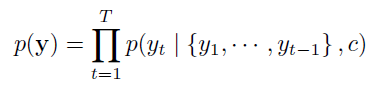 p(y) = ∏_{t=1}^{T} p(y_t | {y_1, ⋯ , y_{t−1}} , c)